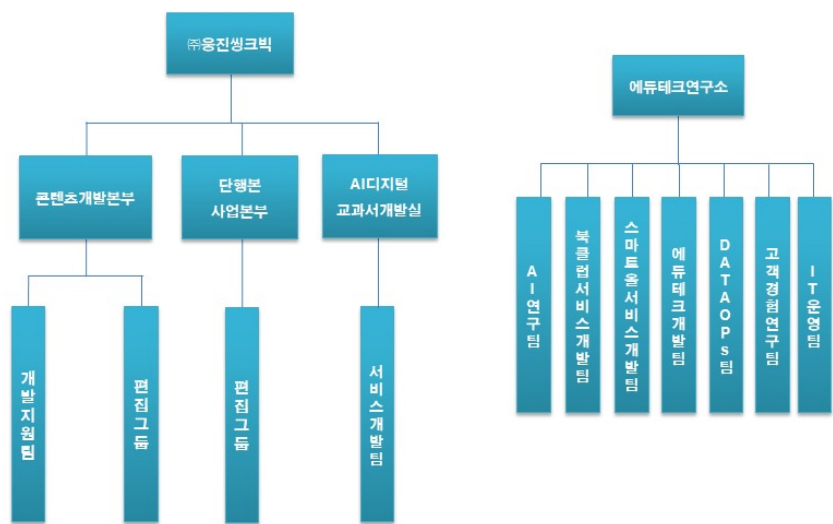 ㈜웅진씽크빅
에듀테크연구소
콘텐츠개발본부
단행본
사업본부
AI디지털
교과서개발실
개발지원팀
편집그룹
편집그룹
서비스개발팀
AI연구팀
북클럽서비스개발팀
스마트올서비스개발팀
에듀테크개발팀
DATAOPs팀
고객경험연구팀
IT운영팀